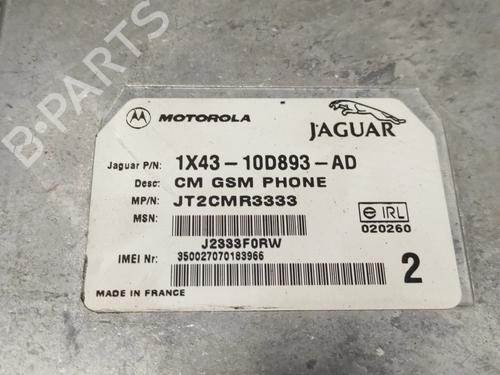 B-PARTS
MOTOROLA
JAGUAR
Jaguar P/N: 1X43-10D893-AD
Desc: CM GSM PHONE
MP/N: JT2CMR3333
MSN:
J2333F0RW
e IRL
020260
IMEI Nr: 350027070183966
2
MADE IN FRANCE